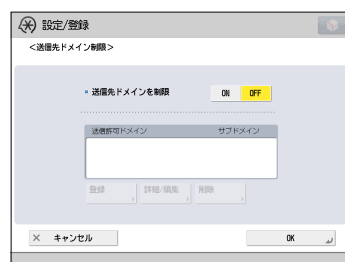 設定/登録
<送信先ドメイン制限>
送信先ドメインを制限 ON OFF
送信許可ドメイン サブドメイン
登録 詳細/編集 削除
× キャンセル OK